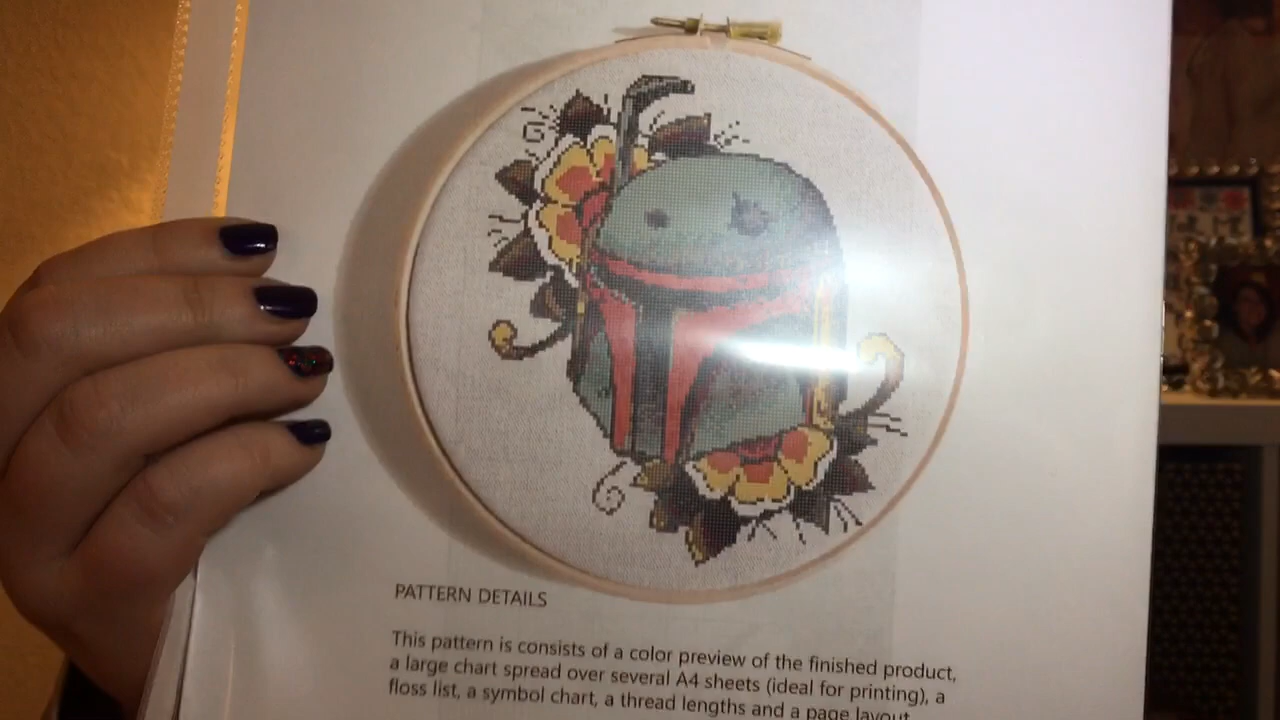 PATTERN DETAILS
This pattern is consists of a color preview of the finished product,
a large chart spread over several A4 sheets (ideal for printing), a
floss list, a symbol chart, a thread lengths and a page layout